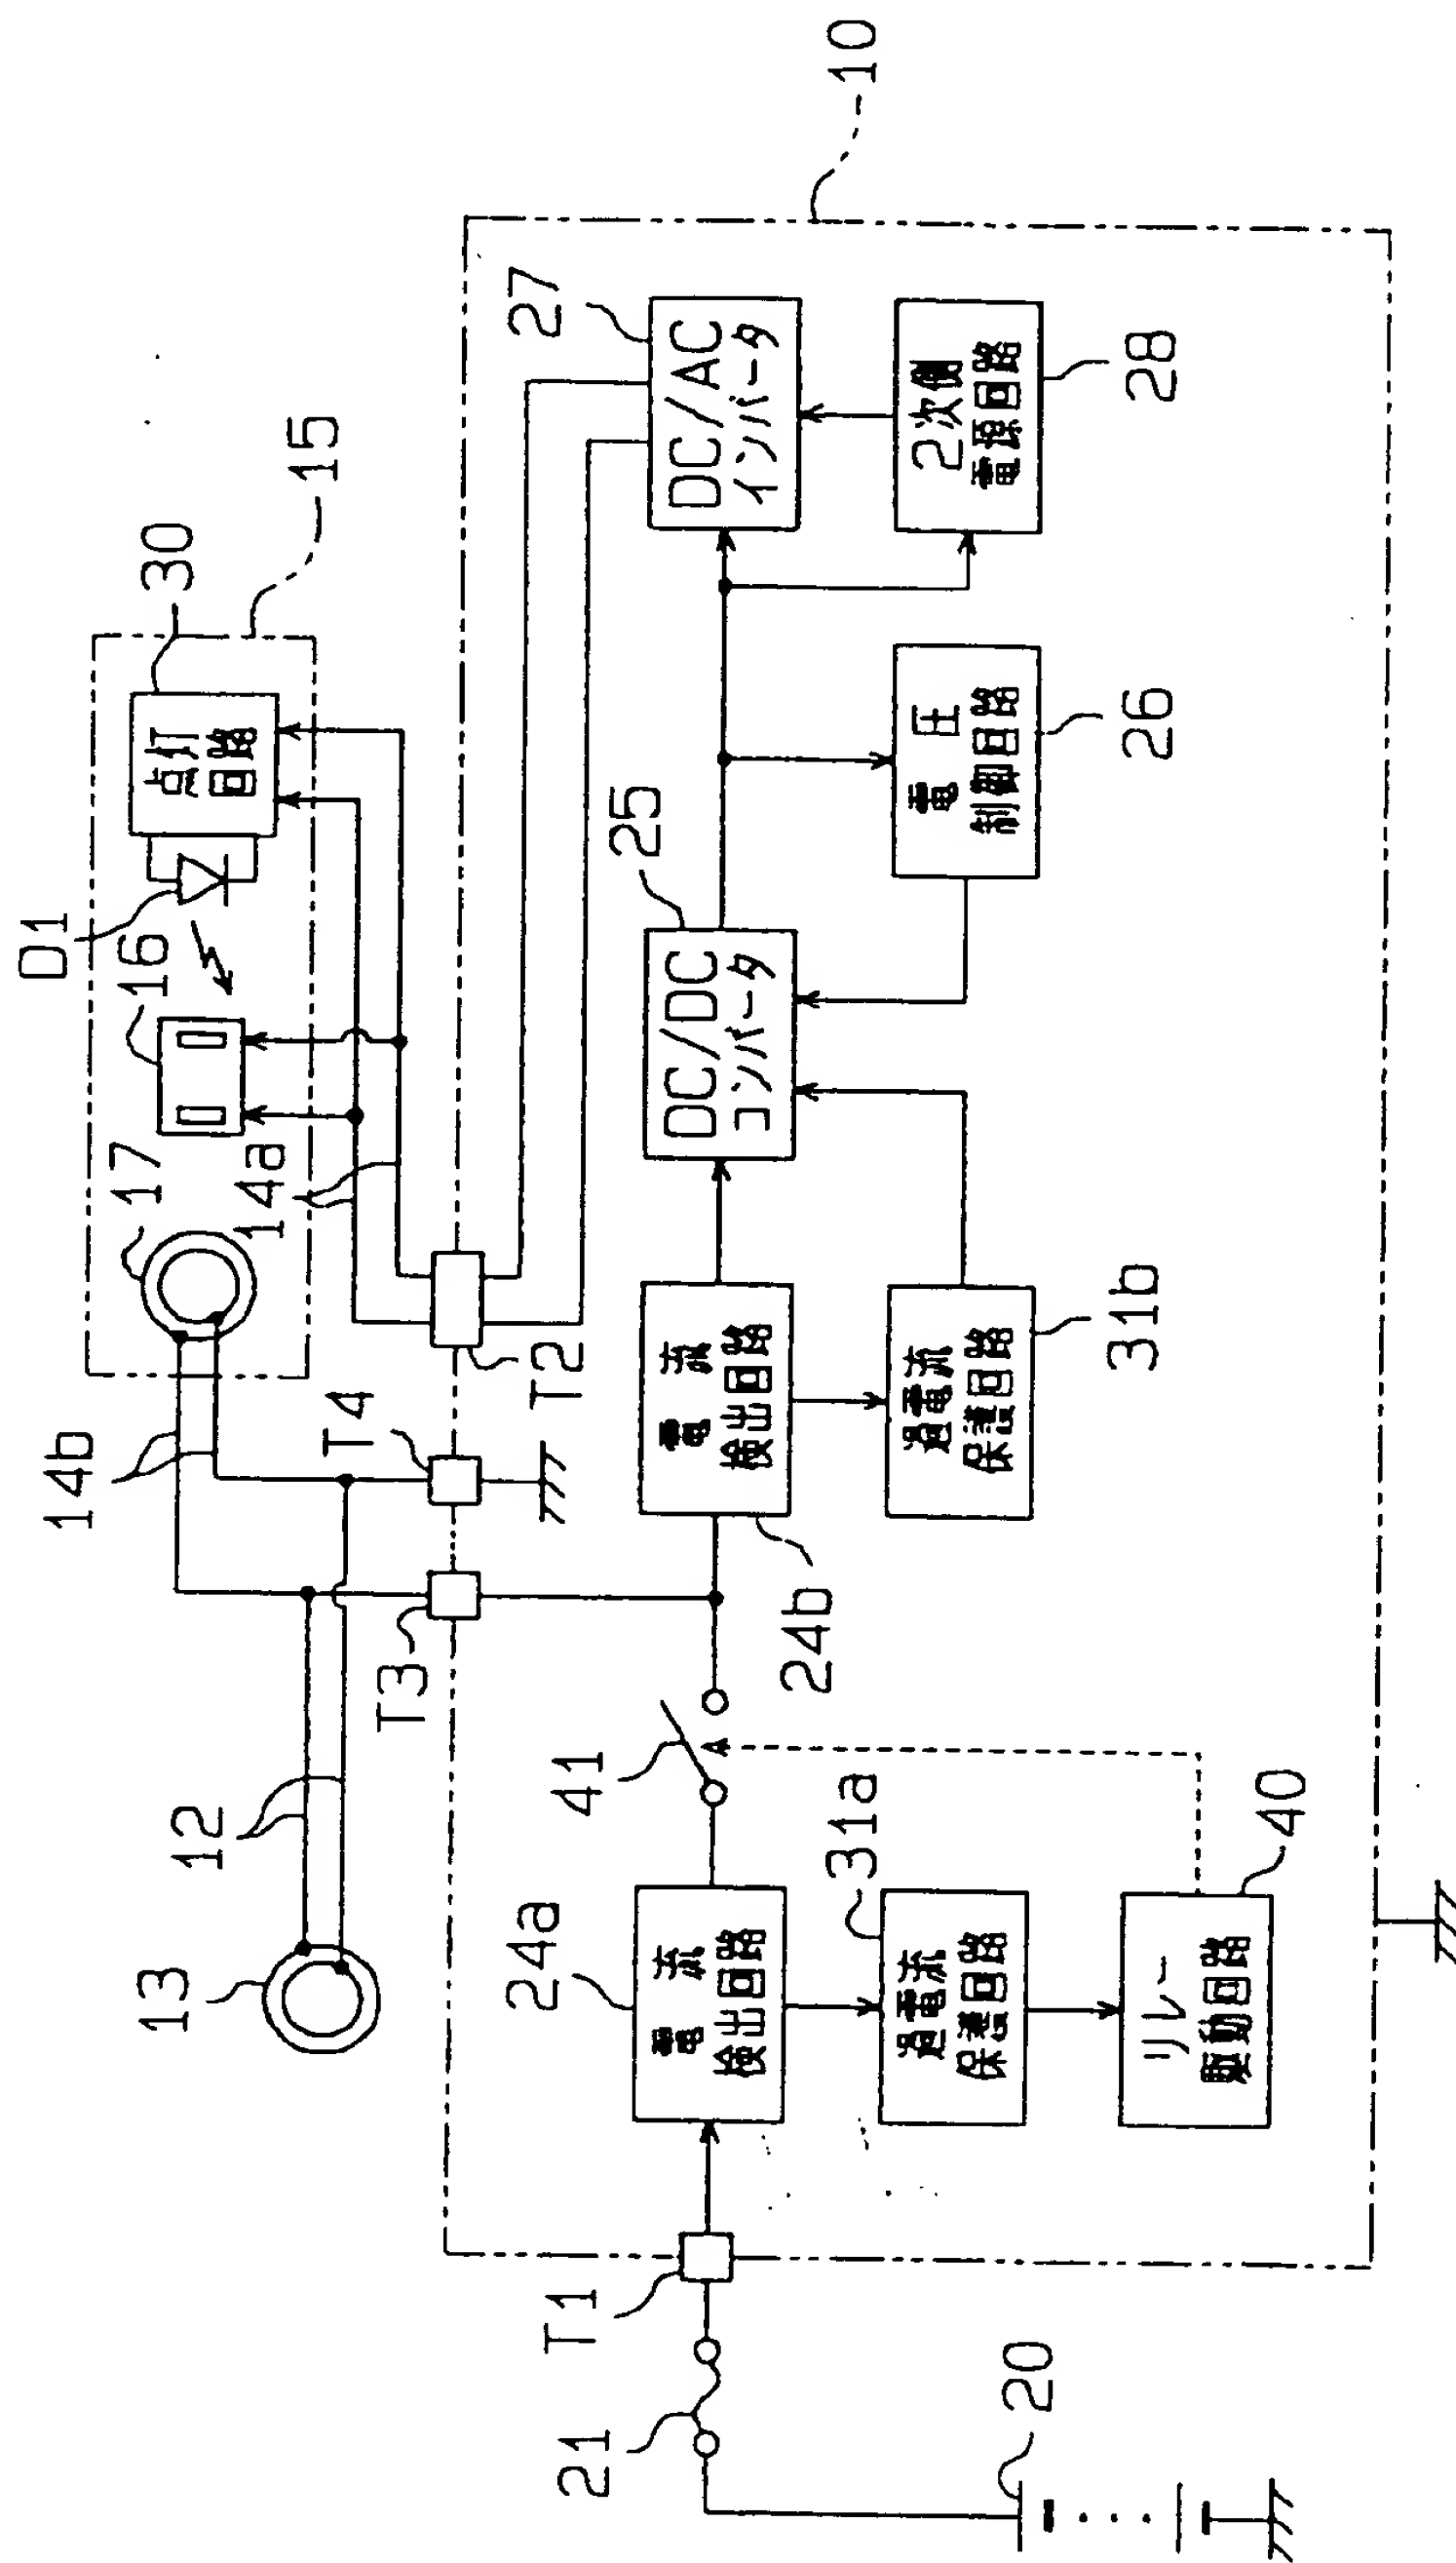 10
15
30
点灯
回路
D1
16
17
14a
14b
12
13
T4
T3
T2
27
DC/AC
インバータ
2次側
電源回路
28
25
DC/DC
コンバータ
電圧
制御回路
26
電流
検出回路
24b
過電流
保護回路
31b
41
24a
電流
検出回路
31a
過電流
保護回路
リレー
駆動回路
40
T1
21
20